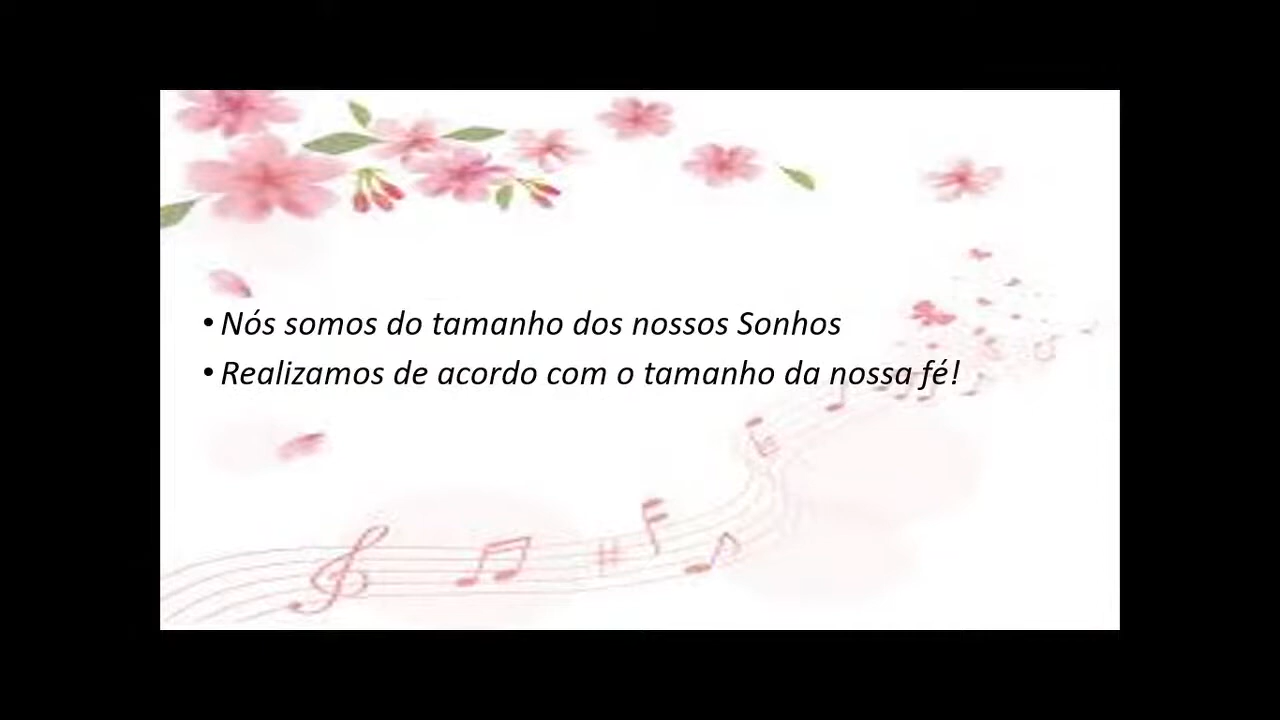 • Nós somos do tamanho dos nossos Sonhos
• Realizamos de acordo com o tamanho da nossa fé!